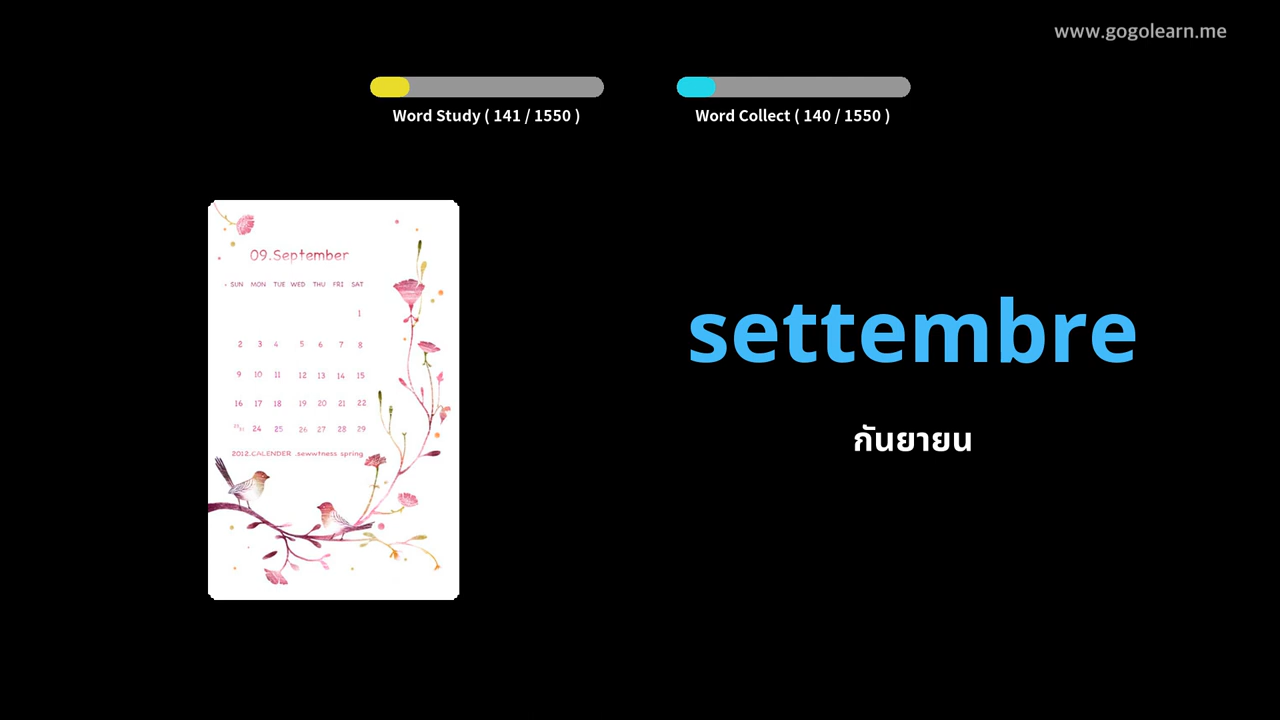 www.gogolearn.me
Word Study ( 141 / 1550 )
Word Collect ( 140 / 1550 )
09.September
SUN MON TUE WED THU FRI SAT
1
2 3 4 5 6 7 8
9 10 11 12 13 14 15
16 17 18 19 20 21 22
24 25 26 27 28 29
2012.CALENDER .sewwtness spring
settembre
กันยายน